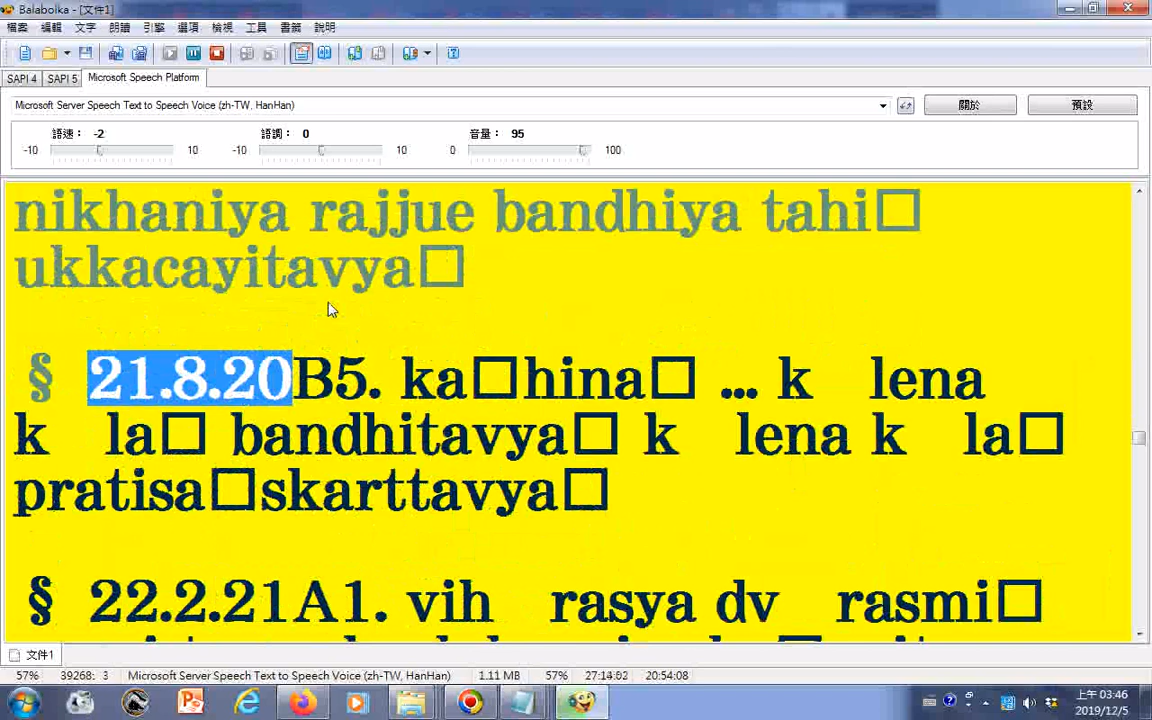 Balabolka - [文件1]
檔案 編輯 文字 朗讀 引擎 選項 檢視 工具 書籤 說明
SAPI 4 SAPI 5 Microsoft Speech Platform
Microsoft Server Speech Text to Speech Voice (zh-TW, HanHan) 關於 預設
語速： -2 語調： 0 音量： 95
-10 10 -10 10 0 100
nikhaniya rajjue bandhiya tahi□
ukkacayitavya□
§ 21.8.20B5. ka□hina□ ... k lena
k la□ bandhitavya□ k lena k la□
pratisa□skarttavya□
§ 22.2.21A1. vih rasya dv rasmi□
文件1
57% 39268: 3 Microsoft Server Speech Text to Speech Voice (zh-TW, HanHan) 1.11 MB 57% 27:14:02 20:54:08
上午 03:46
2019/12/5